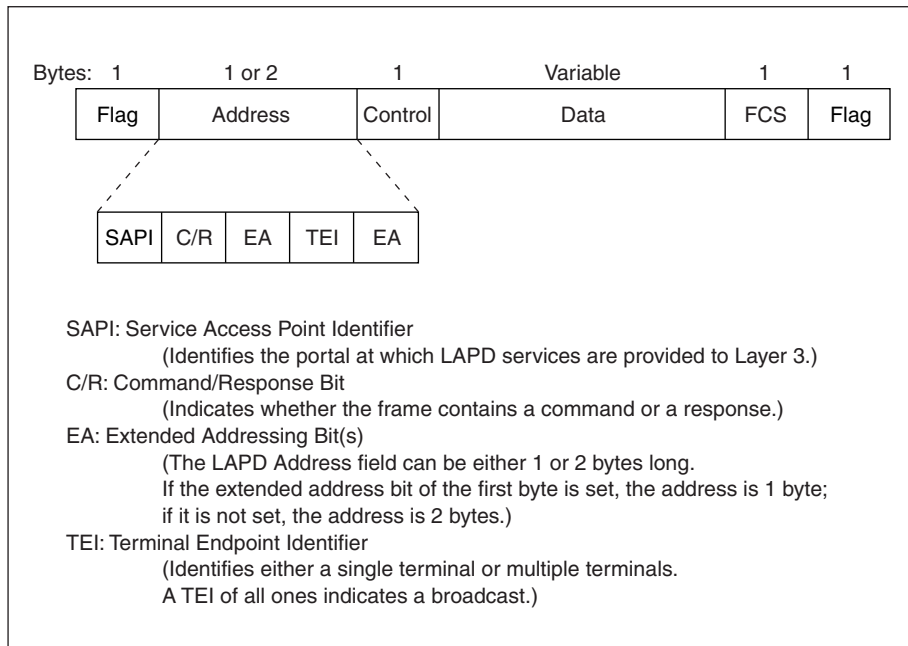 Bytes: 1 1 or 2 1 Variable 1 1
Flag Address Control Data FCS Flag
SAPI C/R EA TEI EA
SAPI: Service Access Point Identifier
(Identifies the portal at which LAPD services are provided to Layer 3.)
C/R: Command/Response Bit
(Indicates whether the frame contains a command or a response.)
EA: Extended Addressing Bit(s)
(The LAPD Address field can be either 1 or 2 bytes long.
If the extended address bit of the first byte is set, the address is 1 byte;
if it is not set, the address is 2 bytes.)
TEI: Terminal Endpoint Identifier
(Identifies either a single terminal or multiple terminals.
A TEI of all ones indicates a broadcast.)